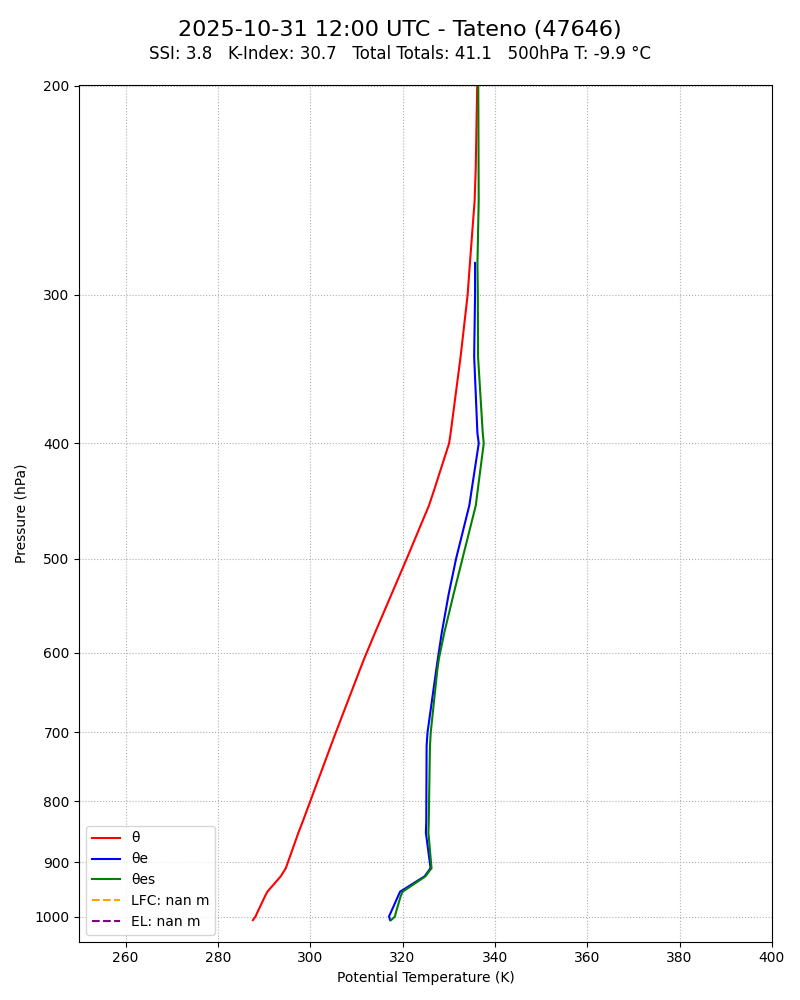 2025-10-31 12:00 UTC - Tateno (47646)
SSI: 3.8   K-Index: 30.7   Total Totals: 41.1   500hPa T: -9.9 °C
200
300
400
500
600
700
800
900
1000
Pressure (hPa)
θ
θe
θes
LFC: nan m
EL: nan m
260 280 300 320 340 360 380 400
Potential Temperature (K)